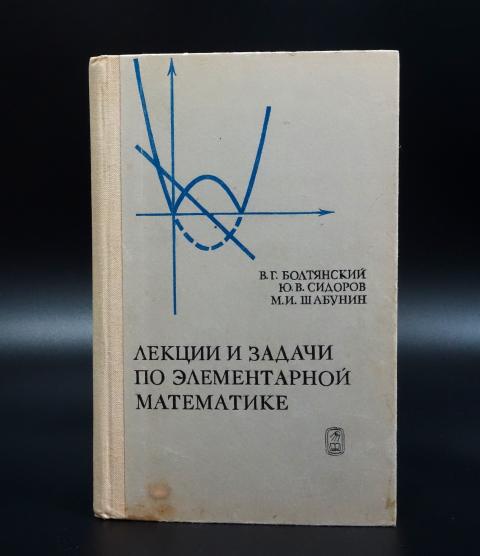 В. Г. БОЛТЯНСКИЙ
Ю. В. СИДОРОВ
М. И. ШАБУНИН
ЛЕКЦИИ И ЗАДАЧИ
ПО ЭЛЕМЕНТАРНОЙ
МАТЕМАТИКЕ